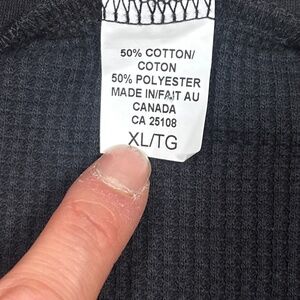 50% COTTON/
COTON
50% POLYESTER
MADE IN/FAIT AU
CANADA
CA 25108
XL/TG